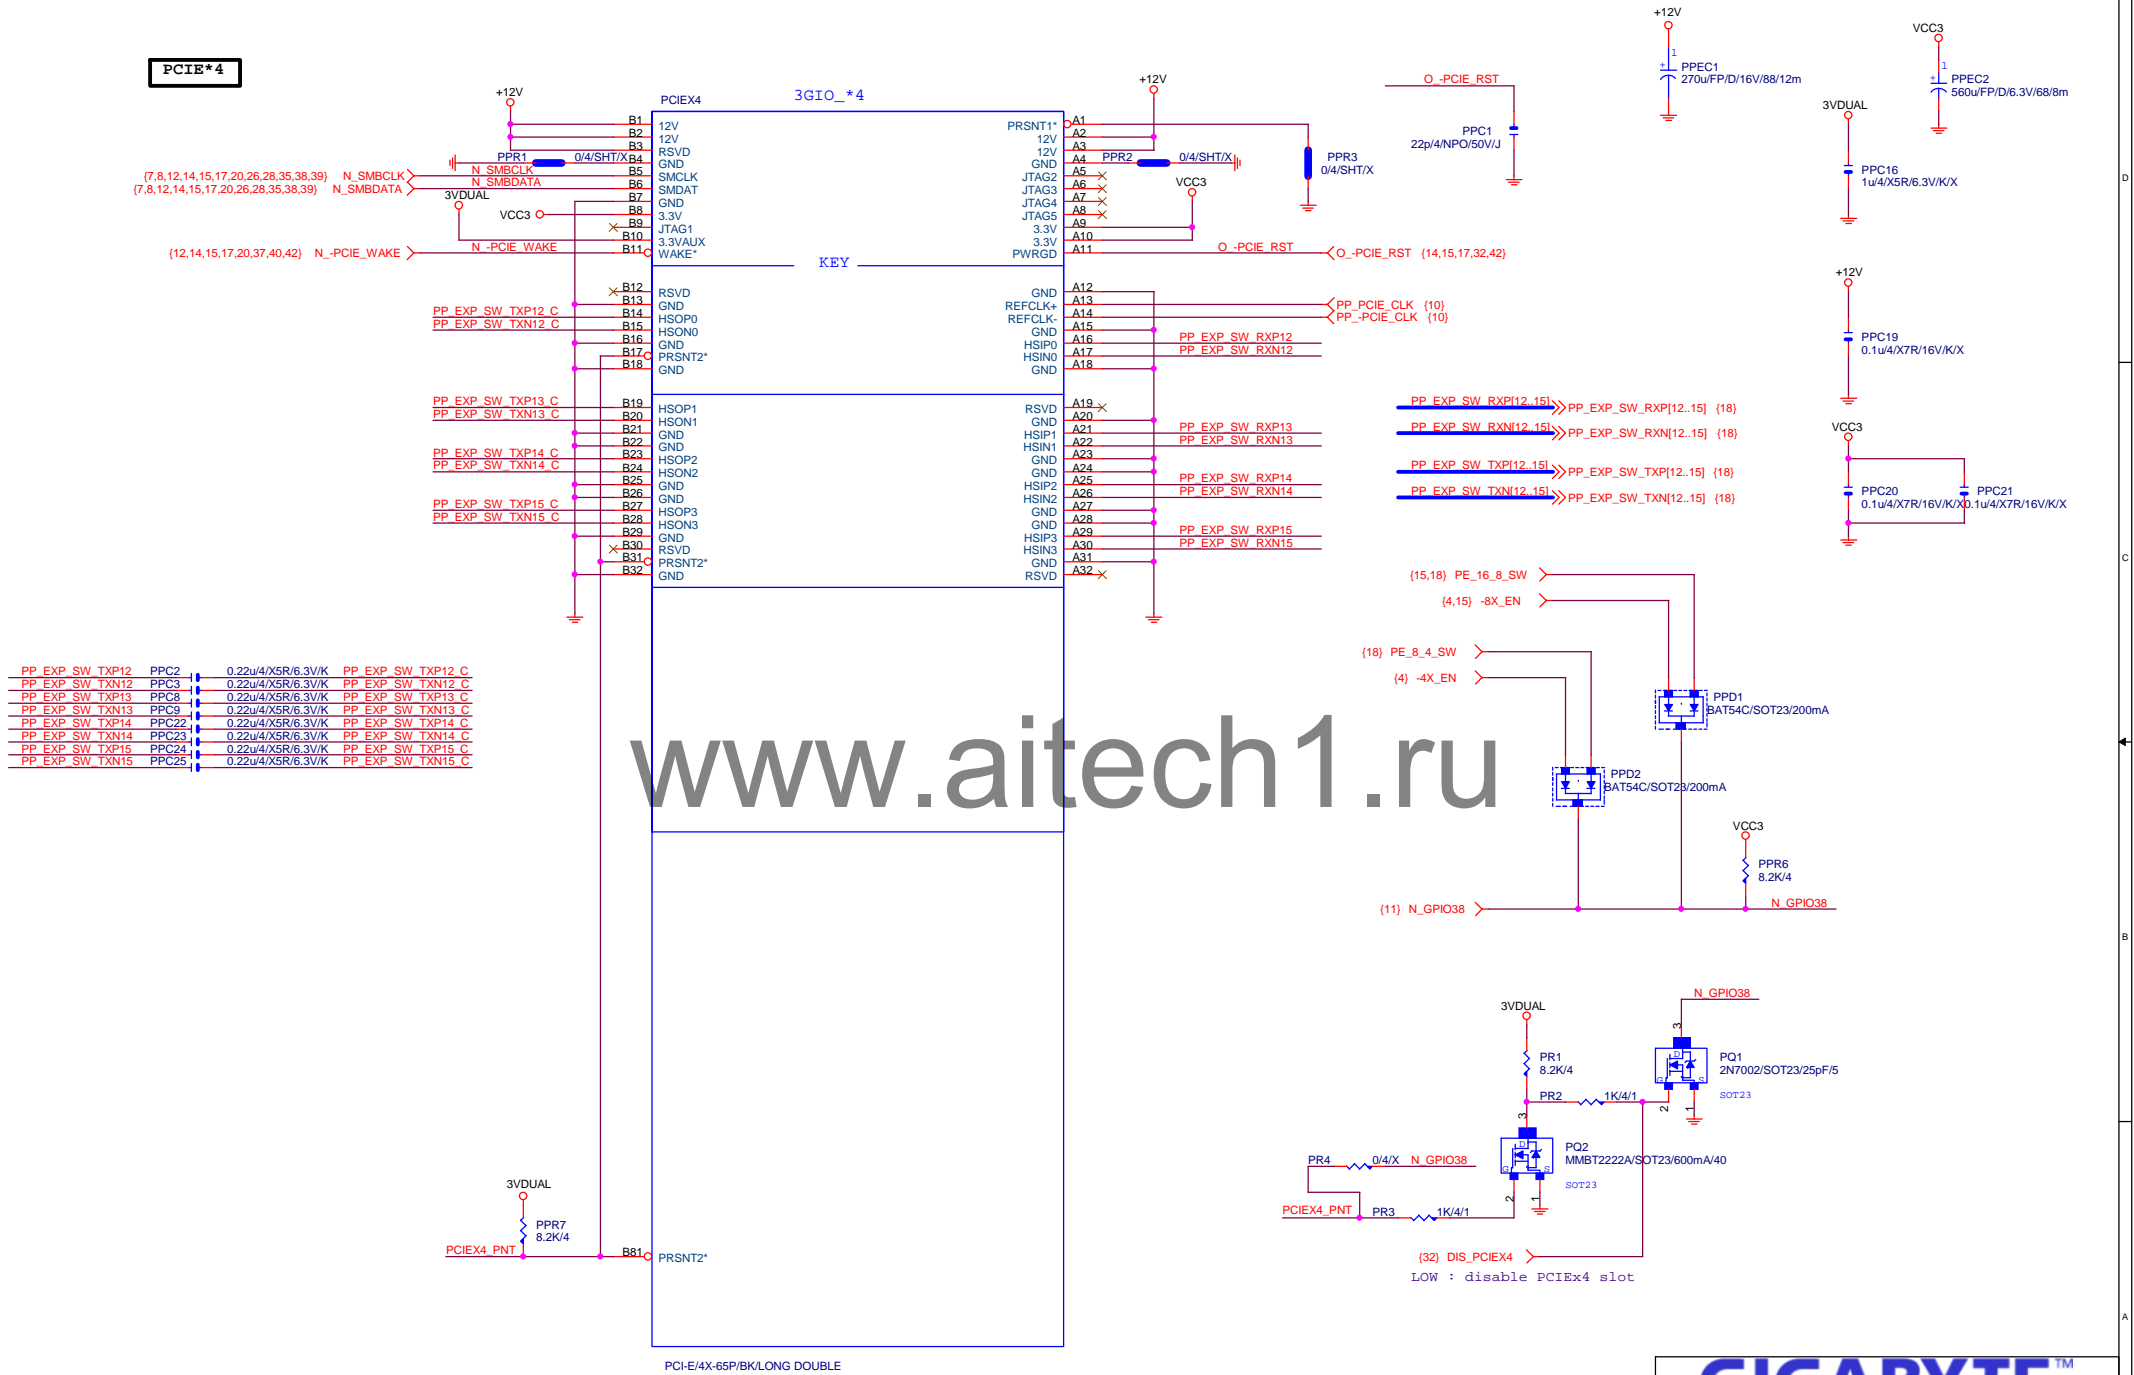 PCIE*4
+12V
PCIEX4
3GIO_*4
+12V
B1
B2
B3
B4
B5
B6
B7
B8
B9
B10
B11
12V
12V
RSVD
GND
SMCLK
SMDAT
GND
3.3V
JTAG1
3.3VAUX
WAKE*
PRSNT1*
12V
12V
GND
JTAG2
JTAG3
JTAG4
JTAG5
3.3V
3.3V
PWRGD
A1
A2
A3
A4
A5
A6
A7
A8
A9
A10
A11
PPR1
0/4/SHT/X
PPR2
0/4/SHT/X
PPR3
0/4/SHT/X
{7,8,12,14,15,17,20,26,28,35,38,39} N_SMBCLK
N_SMBCLK
{7,8,12,14,15,17,20,26,28,35,38,39} N_SMBDATA
N_SMBDATA
3VDUAL
VCC3
VCC3
{12,14,15,17,20,37,40,42} N_-PCIE_WAKE
N_-PCIE_WAKE
O_-PCIE_RST
O_-PCIE_RST {14,15,17,32,42}
KEY
B12
B13
B14
B15
B16
B17
B18
RSVD
GND
HSOP0
HSON0
GND
PRSNT2*
GND
GND
REFCLK+
REFCLK-
GND
HSIP0
HSIN0
GND
A12
A13
A14
A15
A16
A17
A18
PP_EXP_SW_TXP12_C
PP_EXP_SW_TXN12_C
PP_PCIE_CLK {10}
PP_-PCIE_CLK {10}
PP_EXP_SW_RXP12
PP_EXP_SW_RXN12
B19
B20
B21
B22
B23
B24
B25
B26
B27
B28
B29
B30
B31
B32
HSOP1
HSON1
GND
GND
HSOP2
HSON2
GND
GND
HSOP3
HSON3
GND
RSVD
PRSNT2*
GND
RSVD
GND
HSIP1
HSIN1
GND
GND
HSIP2
HSIN2
GND
GND
HSIP3
HSIN3
GND
RSVD
A19
A20
A21
A22
A23
A24
A25
A26
A27
A28
A29
A30
A31
A32
PP_EXP_SW_TXP13_C
PP_EXP_SW_TXN13_C
PP_EXP_SW_TXP14_C
PP_EXP_SW_TXN14_C
PP_EXP_SW_TXP15_C
PP_EXP_SW_TXN15_C
PP_EXP_SW_RXP13
PP_EXP_SW_RXN13
PP_EXP_SW_RXP14
PP_EXP_SW_RXN14
PP_EXP_SW_RXP15
PP_EXP_SW_RXN15
PP_EXP_SW_TXP12 PPC2 0.22u/4/X5R/6.3V/K PP_EXP_SW_TXP12_C
PP_EXP_SW_TXN12 PPC3 0.22u/4/X5R/6.3V/K PP_EXP_SW_TXN12_C
PP_EXP_SW_TXP13 PPC8 0.22u/4/X5R/6.3V/K PP_EXP_SW_TXP13_C
PP_EXP_SW_TXN13 PPC9 0.22u/4/X5R/6.3V/K PP_EXP_SW_TXN13_C
PP_EXP_SW_TXP14 PPC22 0.22u/4/X5R/6.3V/K PP_EXP_SW_TXP14_C
PP_EXP_SW_TXN14 PPC23 0.22u/4/X5R/6.3V/K PP_EXP_SW_TXN14_C
PP_EXP_SW_TXP15 PPC24 0.22u/4/X5R/6.3V/K PP_EXP_SW_TXP15_C
PP_EXP_SW_TXN15 PPC25 0.22u/4/X5R/6.3V/K PP_EXP_SW_TXN15_C
www.aitech1.ru
3VDUAL
PPR7
8.2K/4
PCIEX4_PNT
B81
PRSNT2*
PCI-E/4X-65P/BK/LONG DOUBLE
O_-PCIE_RST
PPC1
22p/4/NPO/50V/J
+12V
1
+
PPEC1
270u/FP/D/16V/88/12m
VCC3
1
+
PPEC2
560u/FP/D/6.3V/68/8m
3VDUAL
PPC16
1u/4/X5R/6.3V/K/X
+12V
PPC19
0.1u/4/X7R/16V/K/X
VCC3
PPC20
0.1u/4/X7R/16V/K/X
PPC21
0.1u/4/X7R/16V/K/X
PP_EXP_SW_RXP[12..15] PP_EXP_SW_RXP[12..15] {18}
PP_EXP_SW_RXN[12..15] PP_EXP_SW_RXN[12..15] {18}
PP_EXP_SW_TXP[12..15] PP_EXP_SW_TXP[12..15] {18}
PP_EXP_SW_TXN[12..15] PP_EXP_SW_TXN[12..15] {18}
{15,18} PE_16_8_SW
{4,15} -8X_EN
{18} PE_8_4_SW
{4} -4X_EN
PPD1
BAT54C/SOT23/200mA
PPD2
BAT54C/SOT23/200mA
VCC3
PPR6
8.2K/4
{11} N_GPIO38
N_GPIO38
N_GPIO38
3VDUAL
PR1
8.2K/4
3
D
G
S
2
1
PQ1
2N7002/SOT23/25pF/5
SOT23
PR2
1K/4/1
3
D
G
S
2
1
PQ2
MMBT2222A/SOT23/600mA/40
SOT23
PR4
0/4/X
N_GPIO38
PCIEX4_PNT
PR3
1K/4/1
{32} DIS_PCIEX4
LOW : disable PCIEx4 slot
D
C
B
A
GIGABYTE™